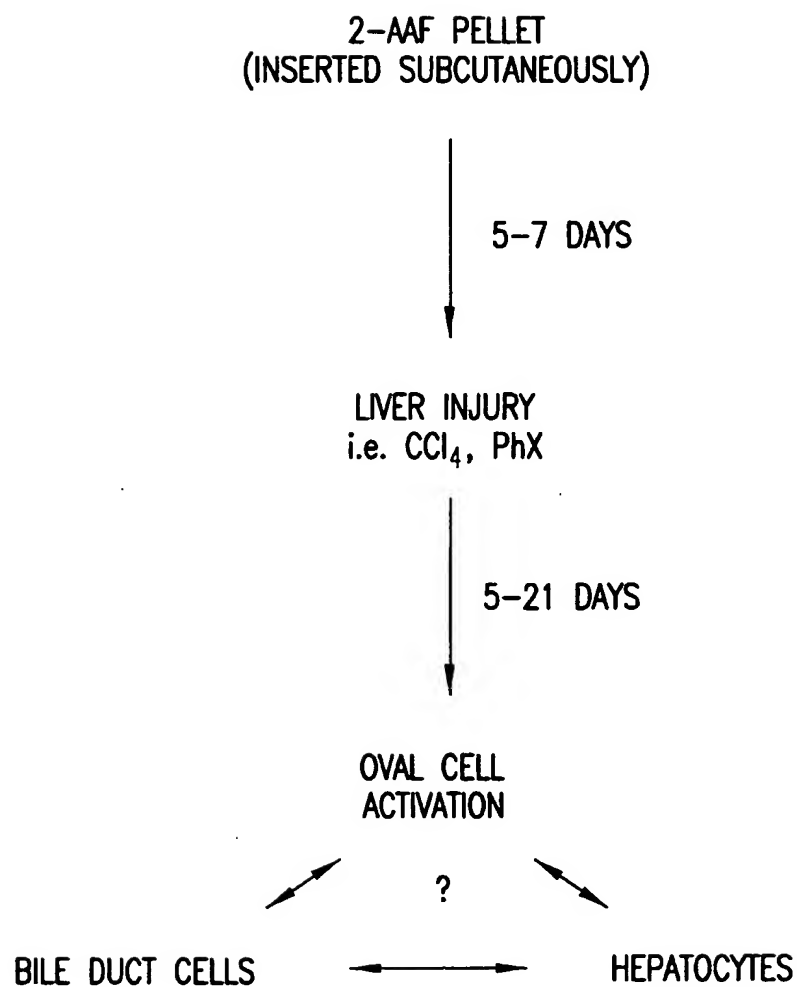 2-AAF PELLET
(INSERTED SUBCUTANEOUSLY)
5-7 DAYS
LIVER INJURY
i.e. CCl₄, PhX
5-21 DAYS
OVAL CELL
ACTIVATION
?
BILE DUCT CELLS
HEPATOCYTES